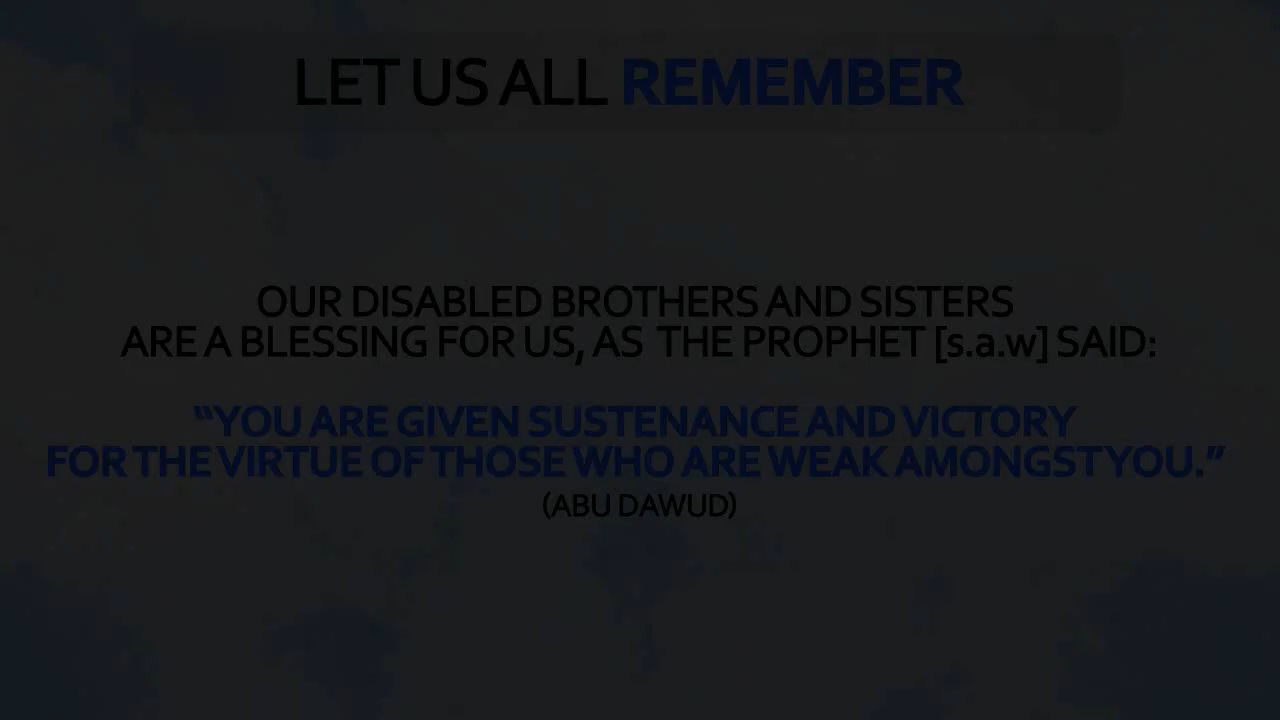 LET US ALL REMEMBER
OUR DISABLED BROTHERS AND SISTERS
ARE A BLESSING FOR US, AS THE PROPHET [s.a.w] SAID:
“YOU ARE GIVEN SUSTENANCE AND VICTORY
FOR THE VIRTUE OF THOSE WHO ARE WEAK AMONGST YOU.”
(ABU DAWUD)